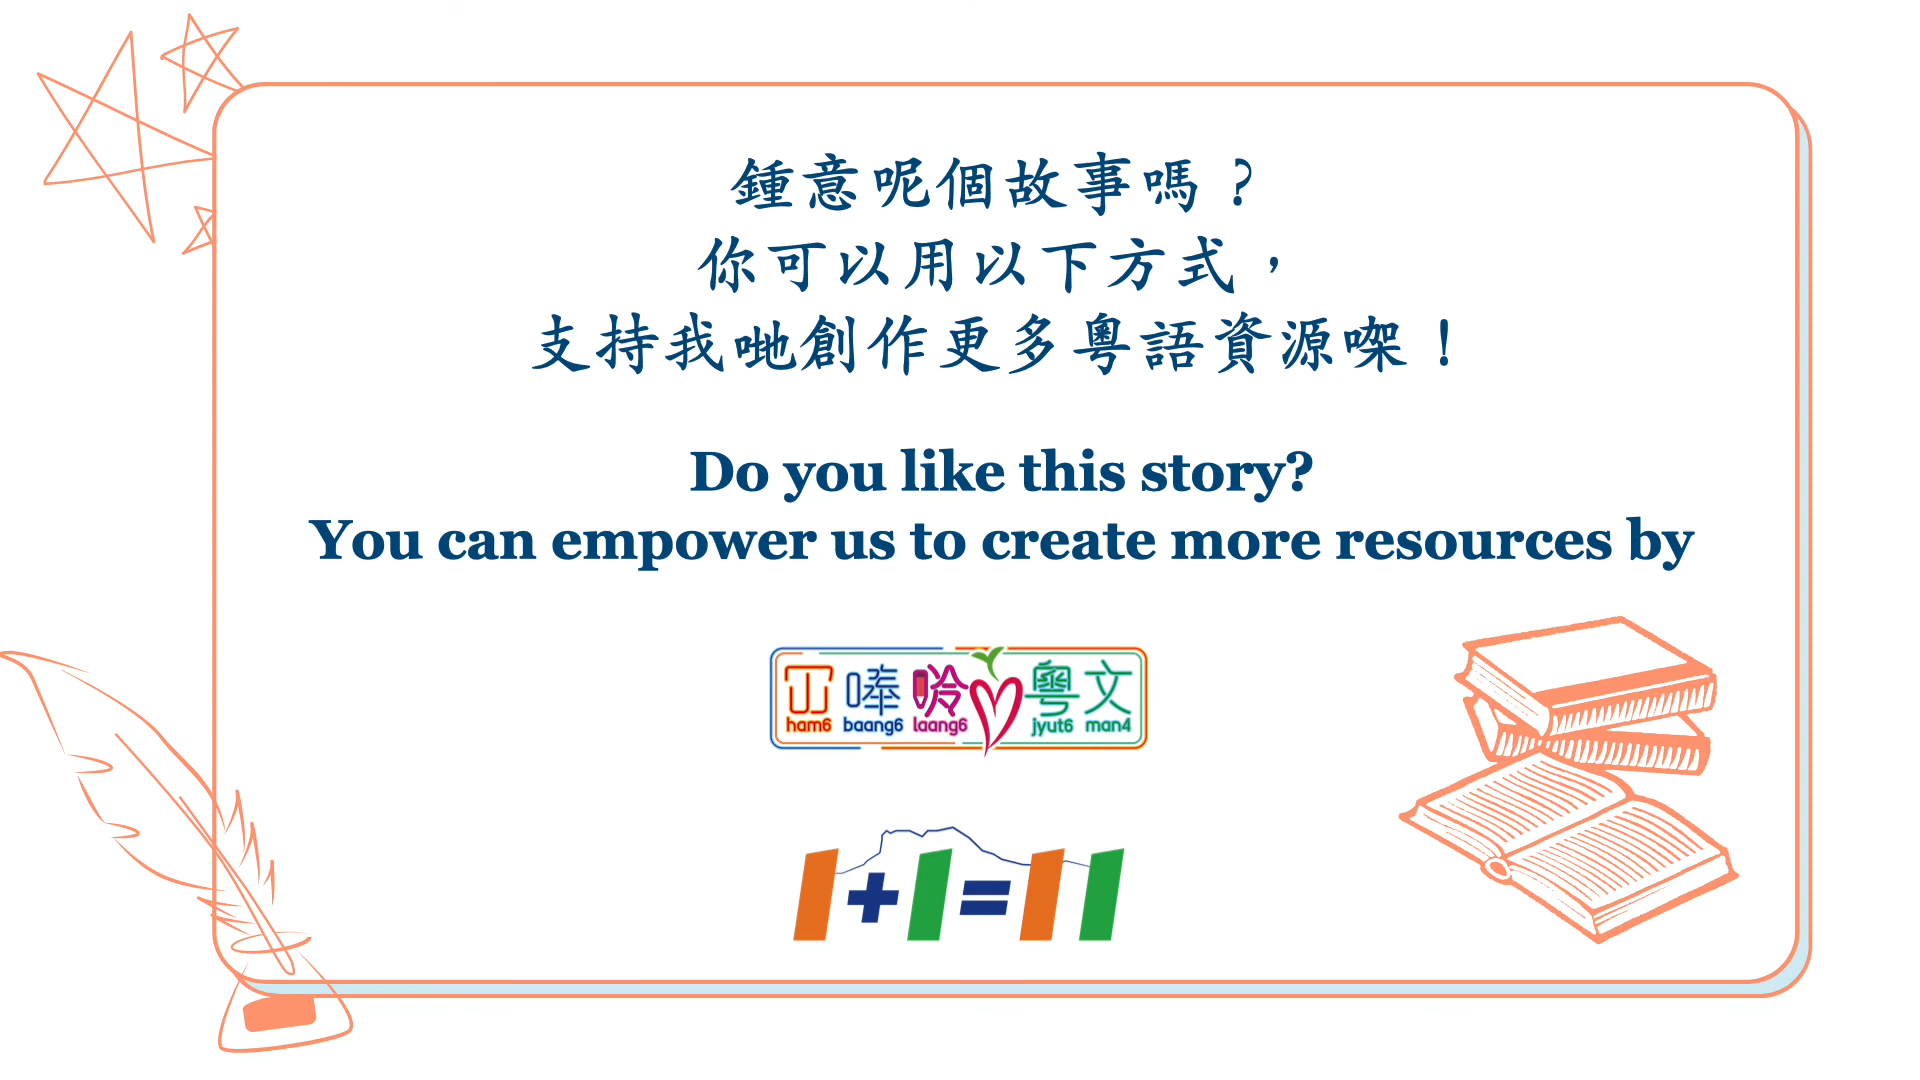 鍾意呢個故事嗎？
你可以用以下方式，
支持我哋創作更多粵語資源㗎！
Do you like this story?
You can empower us to create more resources by
冚唪唥粵文
ham6 baang6 laang6 jyut6 man4
1+1=11